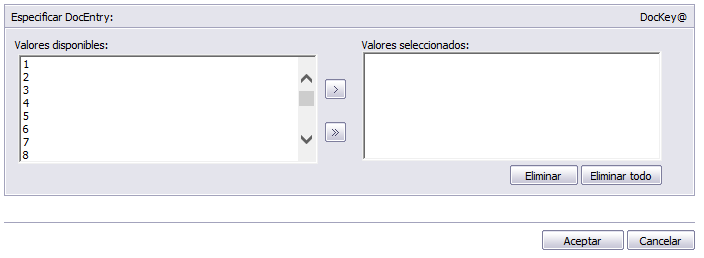 Especificar DocEntry: DocKey@
Valores disponibles: Valores seleccionados:
1
2
3
4
5
6
7
8
>
>>
Eliminar Eliminar todo
Aceptar Cancelar